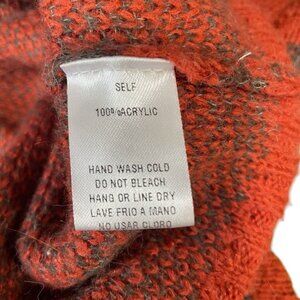 SELF
100%ACRYLIC
HAND WASH COLD
DO NOT BLEACH
HANG OR LINE DRY
LAVE FRIO A MANO
NO USAR CLORO